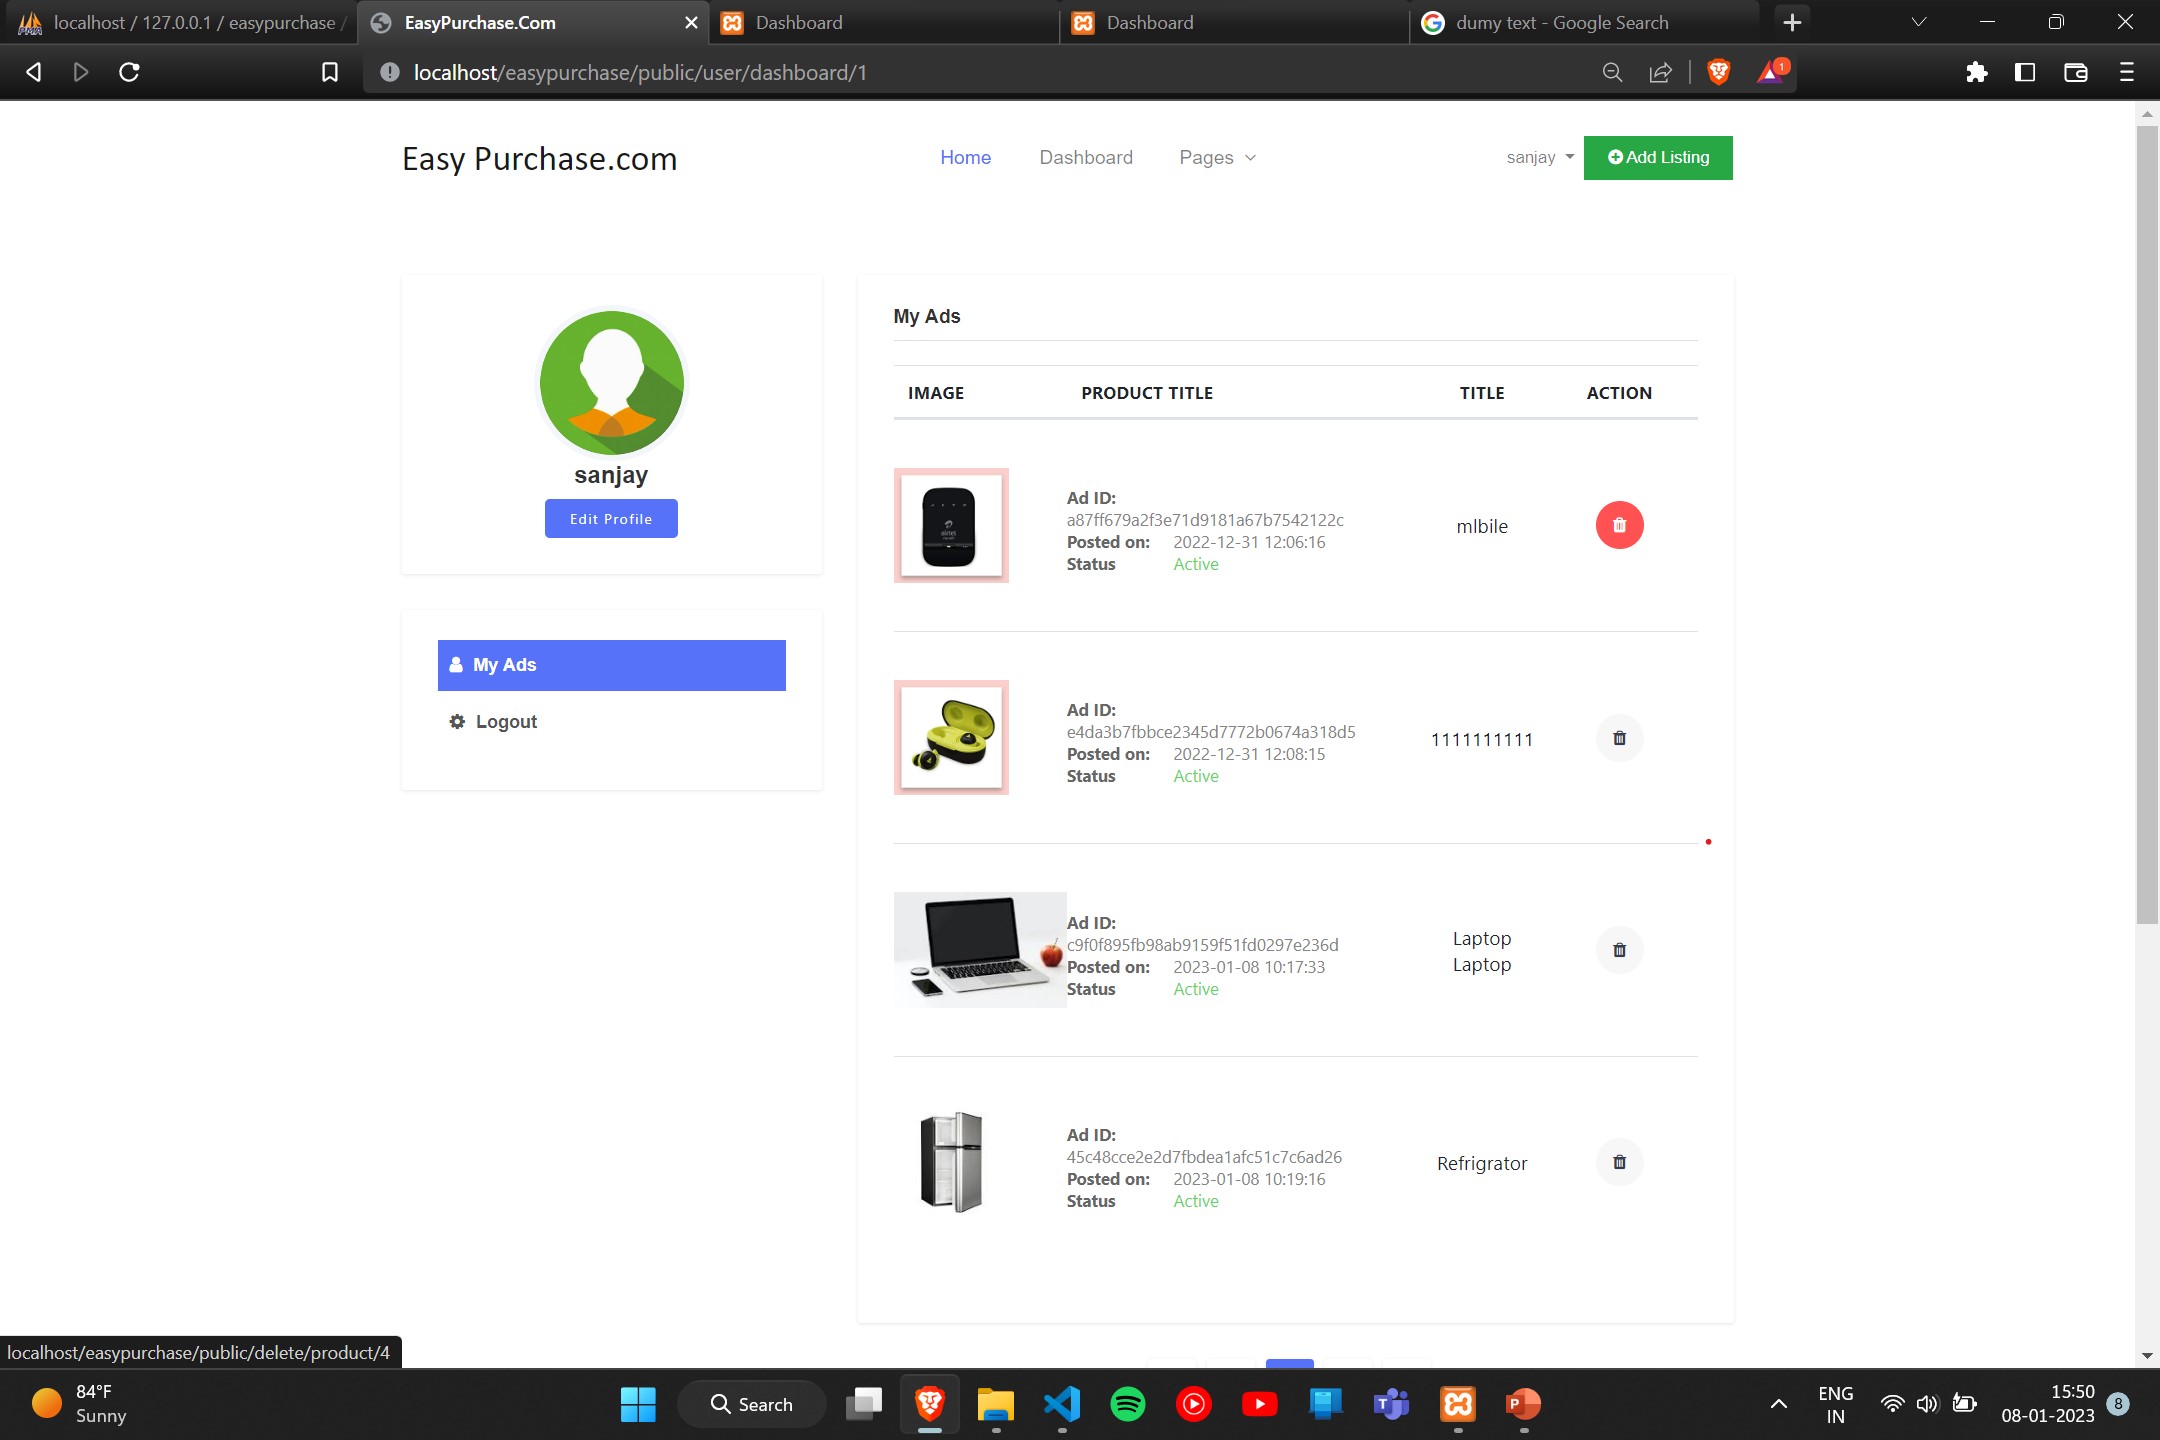 localhost / 127.0.0.1 / easypurchase /
EasyPurchase.Com
Dashboard
Dashboard
dumy text - Google Search
localhost/easypurchase/public/user/dashboard/1
1
Easy Purchase.com
Home
Dashboard
Pages
sanjay
Add Listing
sanjay
Edit Profile
My Ads
Logout
My Ads
IMAGE
PRODUCT TITLE
TITLE
ACTION
Ad ID:
a87ff679a2f3e71d9181a67b7542122c
Posted on: 2022-12-31 12:06:16
Status Active
mlbile
Ad ID:
e4da3b7fbbce2345d7772b0674a318d5
Posted on: 2022-12-31 12:08:15
Status Active
1111111111
Ad ID:
c9f0f895fb98ab9159f51fd0297e236d
Posted on: 2023-01-08 10:17:33
Status Active
Laptop
Laptop
Ad ID:
45c48cce2e2d7fbdea1afc51c7c6ad26
Posted on: 2023-01-08 10:19:16
Status Active
Refrigrator
localhost/easypurchase/public/delete/product/4
84°F
Sunny
Search
ENG
IN
15:50
08-01-2023
8